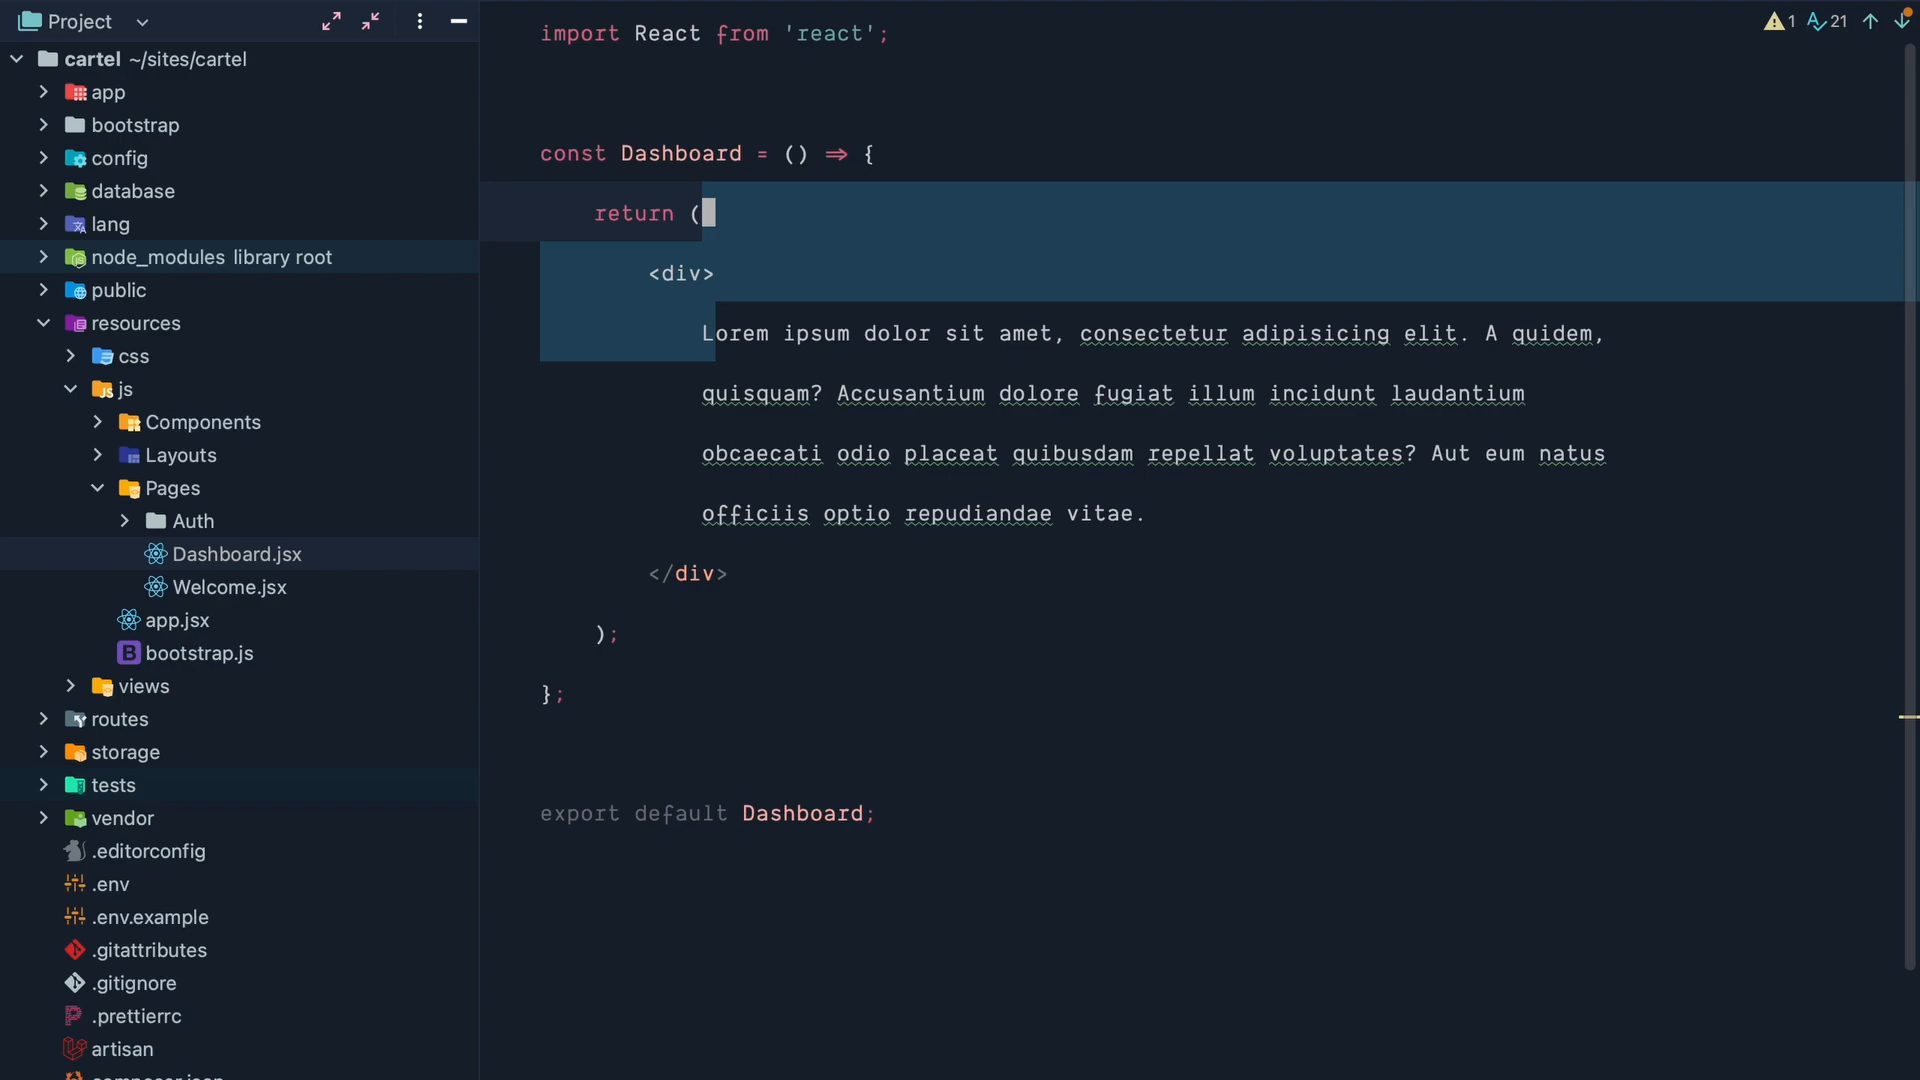 Project
cartel ~/sites/cartel
app
bootstrap
config
database
lang
node_modules library root
public
resources
css
js
Components
Layouts
Pages
Auth
Dashboard.jsx
Welcome.jsx
app.jsx
bootstrap.js
views
routes
storage
tests
vendor
.editorconfig
.env
.env.example
.gitattributes
.gitignore
.prettierrc
artisan
1 21
import React from 'react';
const Dashboard = () => {
return (
<div>
Lorem ipsum dolor sit amet, consectetur adipisicing elit. A quidem,
quisquam? Accusantium dolore fugiat illum incidunt laudantium
obcaecati odio placeat quibusdam repellat voluptates? Aut eum natus
officiis optio repudiandae vitae.
</div>
);
};
export default Dashboard;